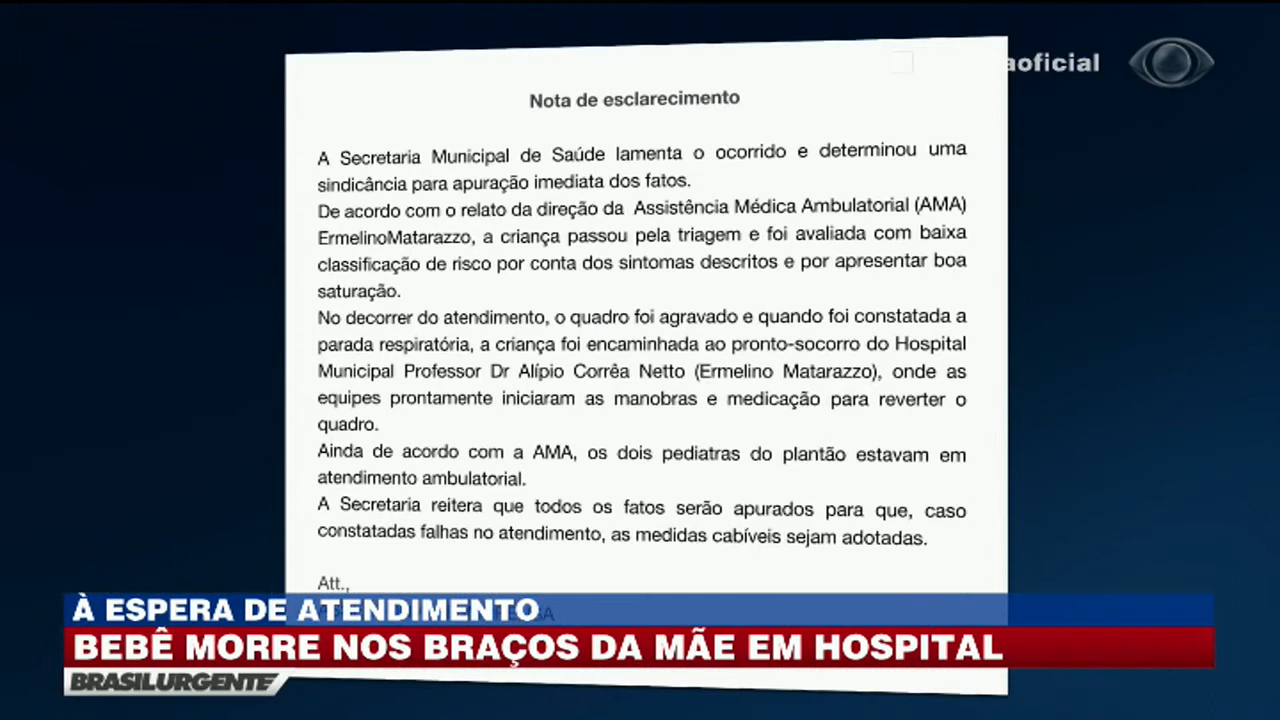 aoficial
Nota de esclarecimento
A Secretaria Municipal de Saúde lamenta o ocorrido e determinou uma
sindicância para apuração imediata dos fatos.
De acordo com o relato da direção da Assistência Médica Ambulatorial (AMA)
ErmelinoMatarazzo, a criança passou pela triagem e foi avaliada com baixa
classificação de risco por conta dos sintomas descritos e por apresentar boa
saturação.
No decorrer do atendimento, o quadro foi agravado e quando foi constatada a
parada respiratória, a criança foi encaminhada ao pronto-socorro do Hospital
Municipal Professor Dr Alípio Corrêa Netto (Ermelino Matarazzo), onde as
equipes prontamente iniciaram as manobras e medicação para reverter o
quadro.
Ainda de acordo com a AMA, os dois pediatras do plantão estavam em
atendimento ambulatorial.
A Secretaria reitera que todos os fatos serão apurados para que, caso
constatadas falhas no atendimento, as medidas cabíveis sejam adotadas.
Att.,
À ESPERA DE ATENDIMENTO
BEBÊ MORRE NOS BRAÇOS DA MÃE EM HOSPITAL
BRASILURGENTE